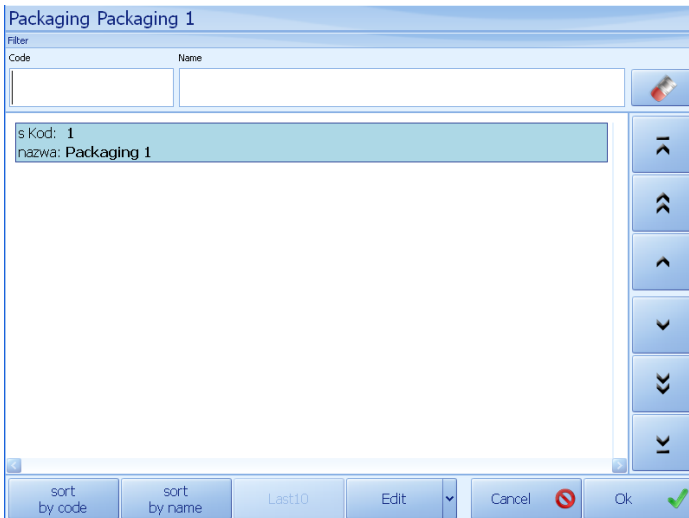 Packaging Packaging 1
Filter
Code Name
s Kod: 1
nazwa: Packaging 1
sort by code
sort by name
Last10
Edit
Cancel
Ok